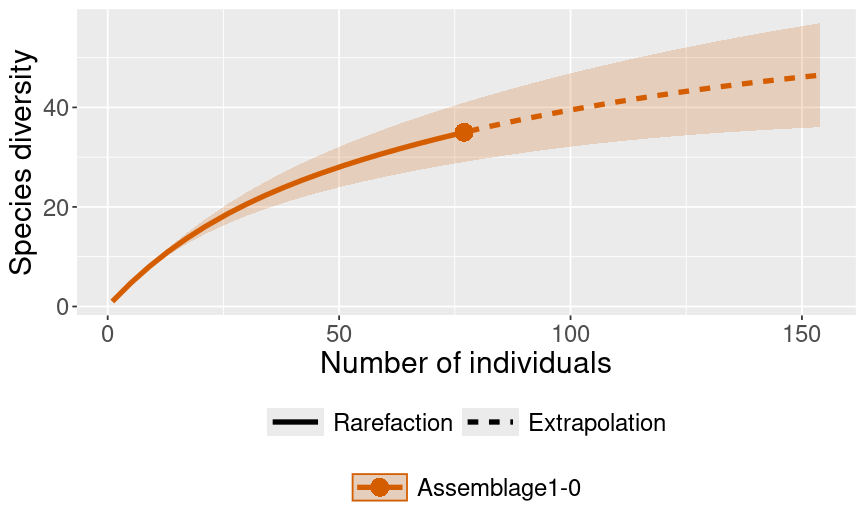 Species diversity
40
20
0
0 50 100 150
Number of individuals
Rarefaction Extrapolation
Assemblage1-0